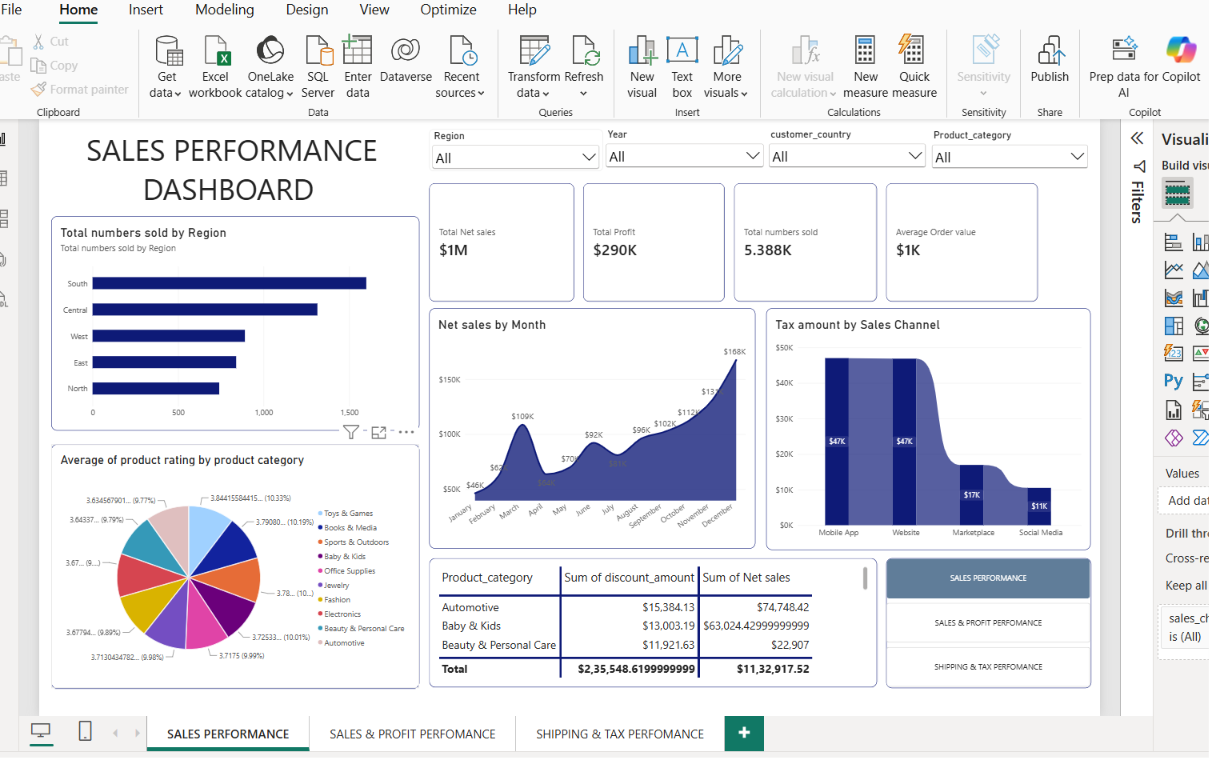 File Home Insert Modeling Design View Optimize Help
Cut
Copy
Format painter
Clipboard
Get data
Excel workbook
OneLake catalog
SQL Server
Enter data
Dataverse
Recent sources
Data
Transform data
Refresh
Queries
New visual
Text box
More visuals
Insert
New visual calculation
New measure
Quick measure
Calculations
Sensitivity
Sensitivity
Publish
Share
Prep data for AI
Copilot
Copilot
SALES PERFORMANCE
DASHBOARD
Region
All
Year
All
customer_country
All
Product_category
All
Total numbers sold by Region
Total numbers sold by Region
South
Central
West
East
North
0 500 1,000 1,500
Total Net sales
$1M
Total Profit
$290K
Total numbers sold
5.388K
Average Order value
$1K
Net sales by Month
$150K
$100K
$50K
$46K
$109K
$92K
$96K
$102K
$112K
$168K
January February March April May June July August September October November December
Tax amount by Sales Channel
$50K
$40K
$30K
$20K
$10K
$0K
$47K
$47K
$17K
$11K
Mobile App Website Marketplace Social Media
Average of product rating by product category
3.634567901... (9.77%)
3.64337... (9.79%)
3.67... (9...)
3.67794... (9.89%)
3.7130434782... (9.98%)
3.84415584415... (10.33%)
3.79080... (10.19%)
3.78... (10...)
3.72533... (10.01%)
3.7175 (9.99%)
Toys & Games
Books & Media
Sports & Outdoors
Baby & Kids
Office Supplies
Jewelry
Fashion
Electronics
Beauty & Personal Care
Automotive
Product_category Sum of discount_amount Sum of Net sales
Automotive $15,384.13 $74,748.42
Baby & Kids $13,003.19 $63,024.42999999999
Beauty & Personal Care $11,921.63 $22,907
Total $2,35,548.6199999999 $11,32,917.52
SALES PERFORMANCE
SALES & PROFIT PERFOMANCE
SHIPPING & TAX PERFOMANCE
Filters
Build
Values
Keep all
is (All)
SALES PERFORMANCE
SALES & PROFIT PERFOMANCE
SHIPPING & TAX PERFOMANCE